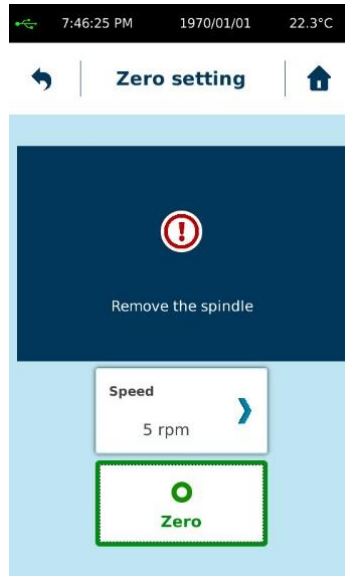 7:46:25 PM 1970/01/01 22.3°C
Zero setting
Remove the spindle
Speed
5 rpm
Zero